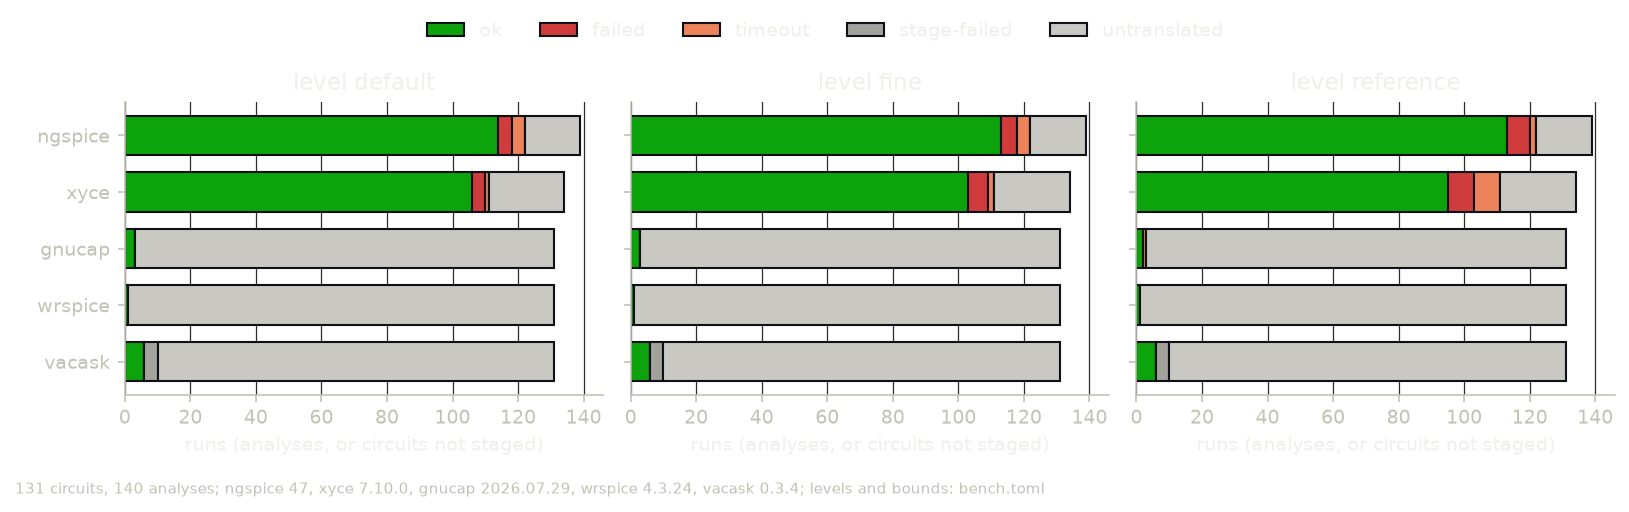 ok failed timeout stage-failed untranslated
level default level fine level reference
ngspice
xyce
gnucap
wrspice
vacask
0 20 40 60 80 100 120 140 0 20 40 60 80 100 120 140 0 20 40 60 80 100 120 140
runs (analyses, or circuits not staged) runs (analyses, or circuits not staged) runs (analyses, or circuits not staged)
131 circuits, 140 analyses; ngspice 47, xyce 7.10.0, gnucap 2026.07.29, wrspice 4.3.24, vacask 0.3.4; levels and bounds: bench.toml